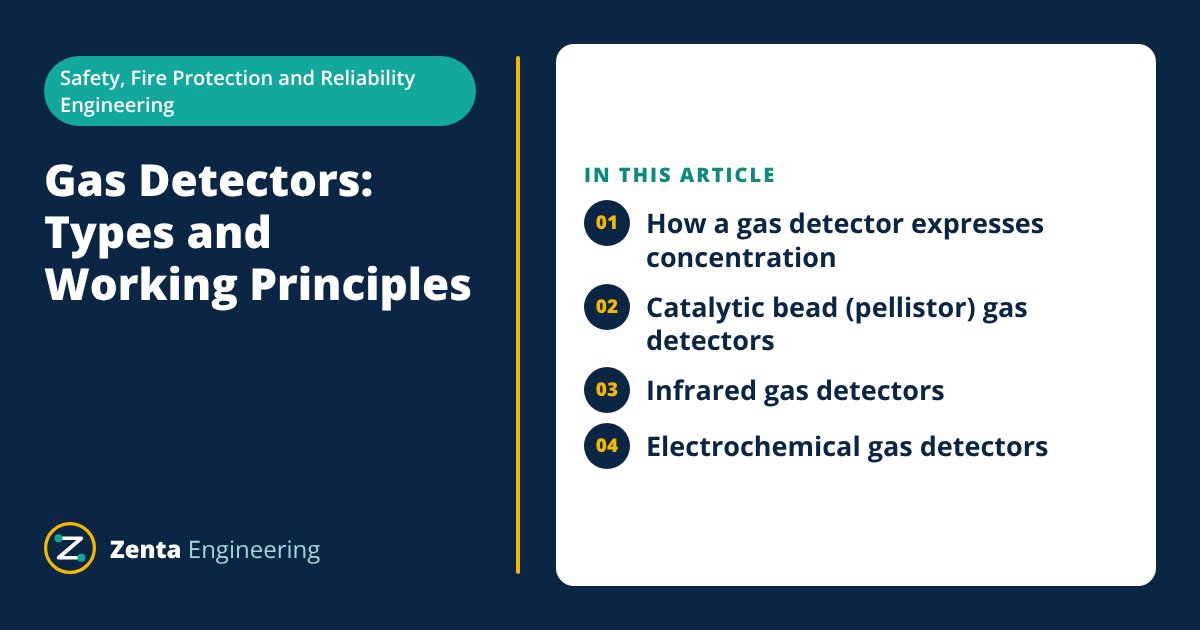 Safety, Fire Protection and Reliability
Engineering
Gas Detectors:
Types and
Working Principles
Zenta Engineering
IN THIS ARTICLE
01 How a gas detector expresses
concentration
02 Catalytic bead (pellistor) gas
detectors
03 Infrared gas detectors
04 Electrochemical gas detectors